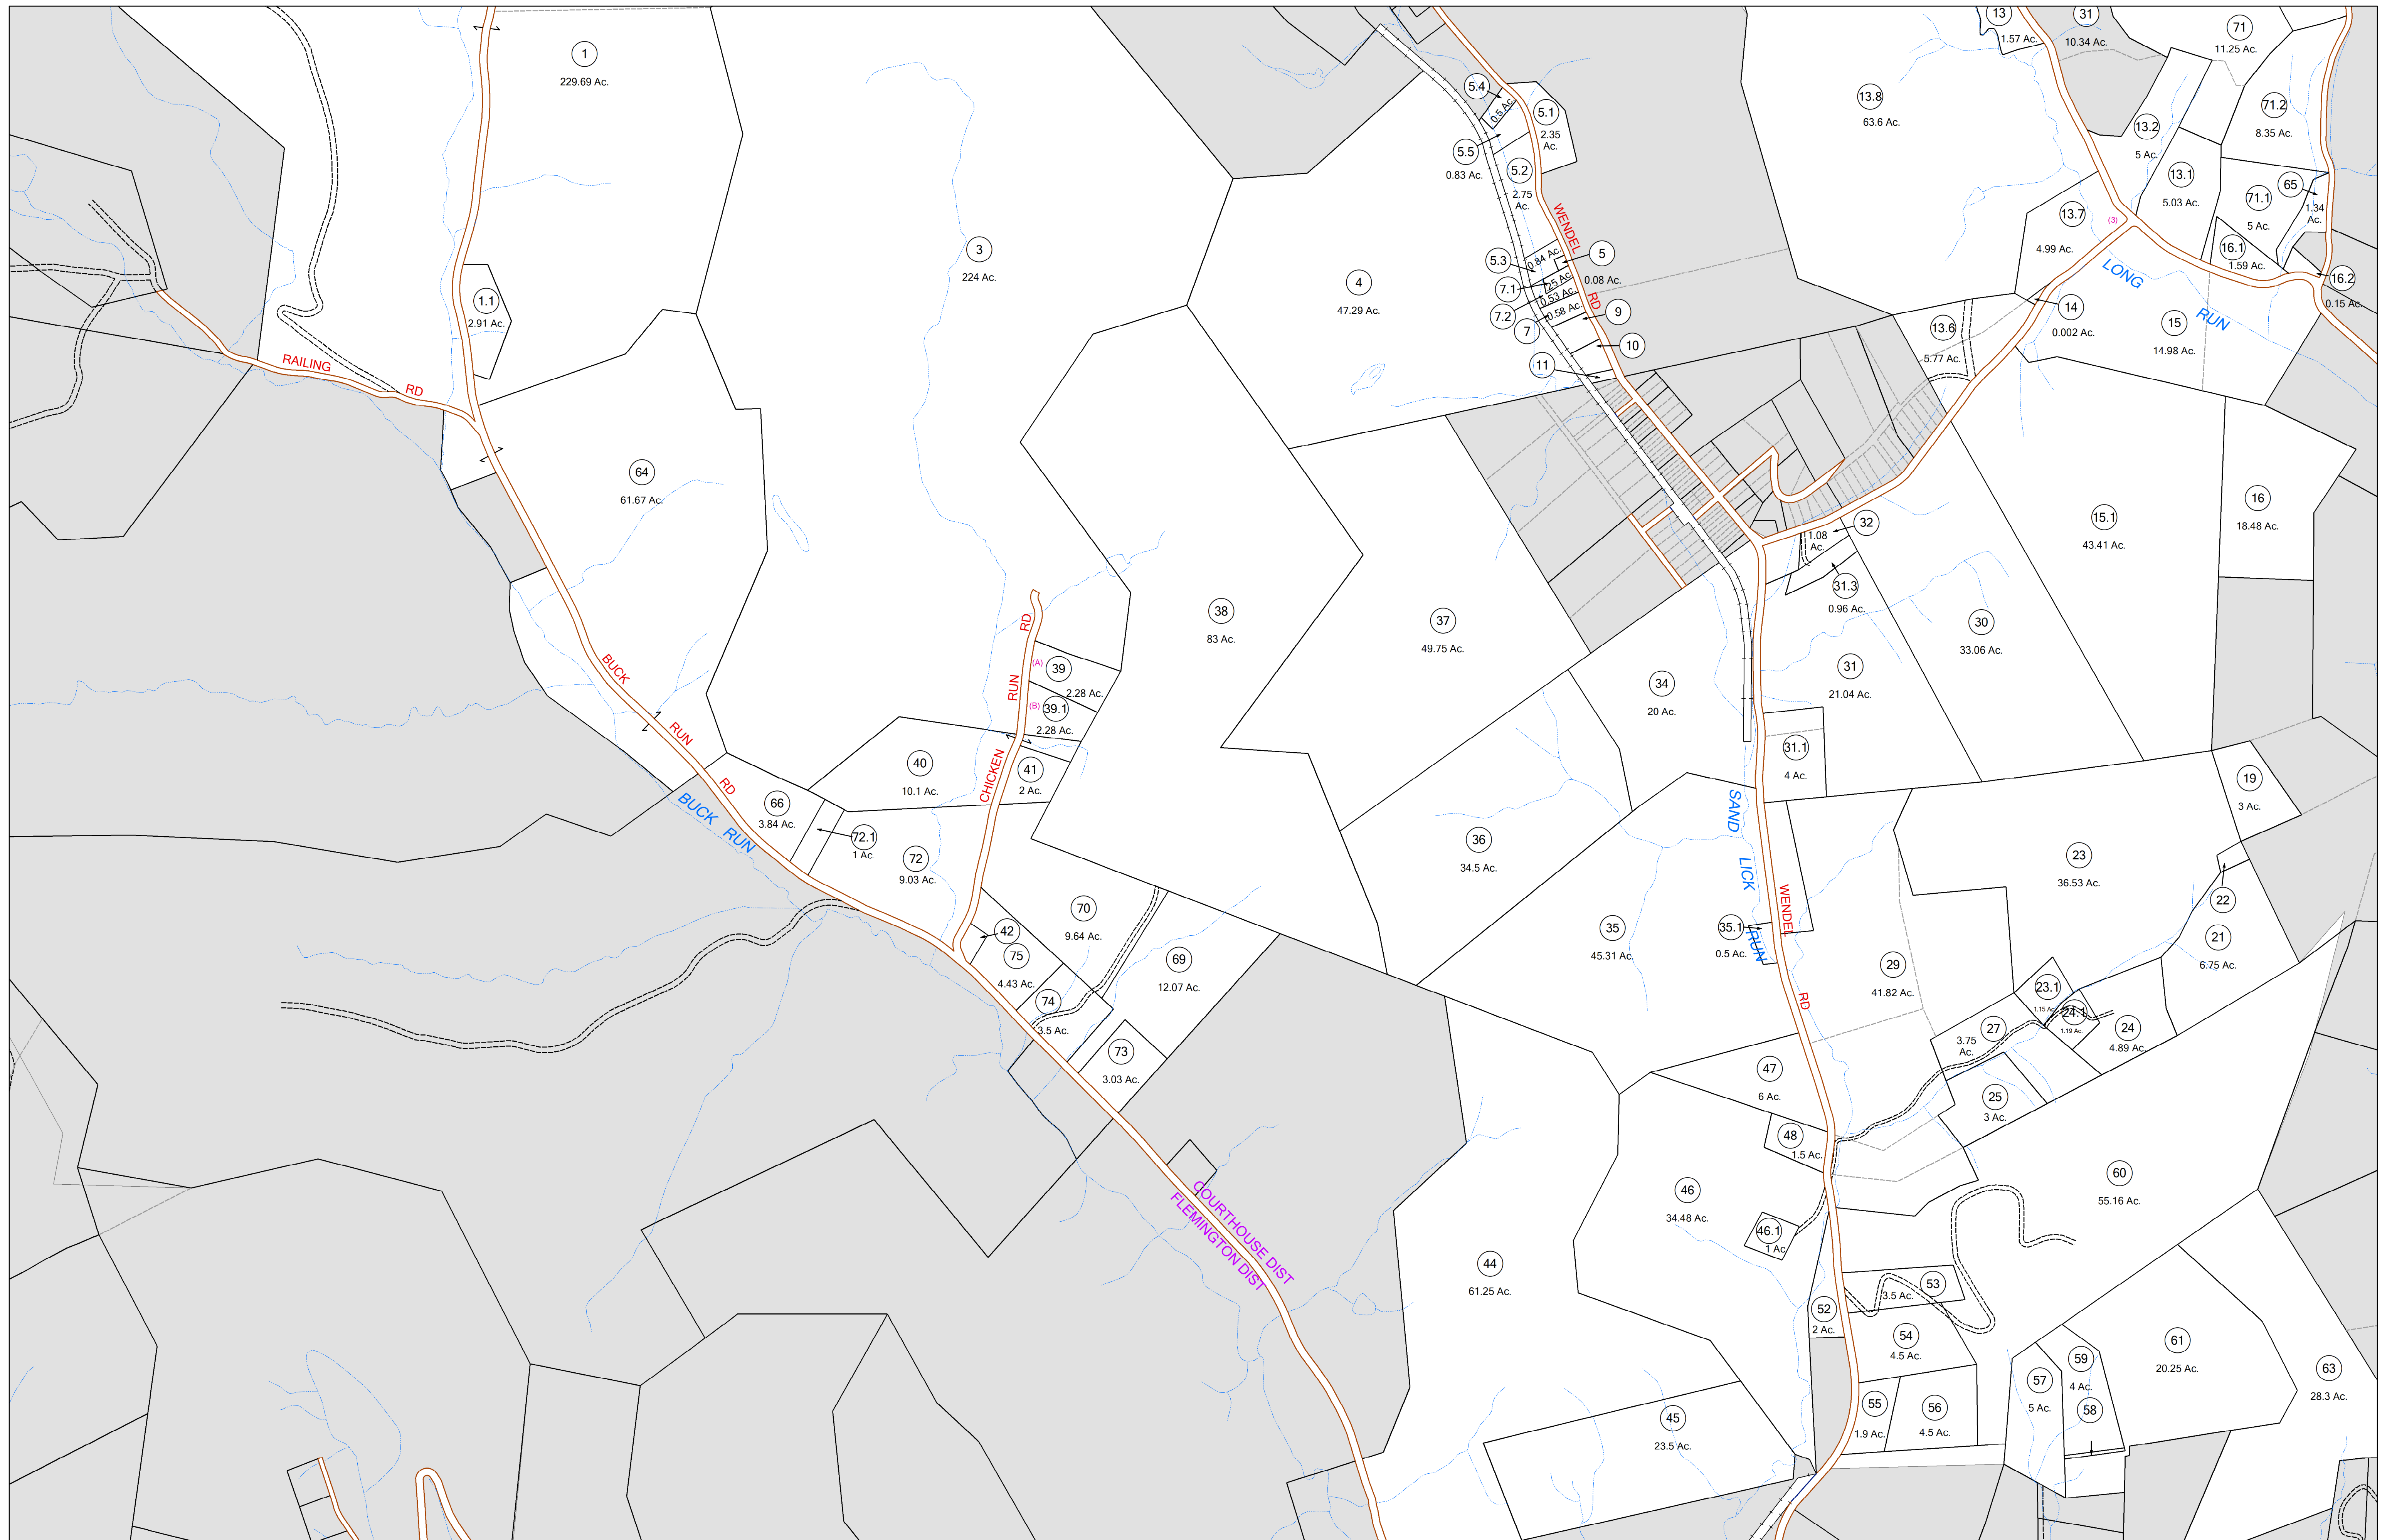 1
229.69 Ac.
1.1
2.91 Ac.
RAILING
RD
3
224 Ac.
64
61.67 Ac.
BUCK
RUN
RD
BUCK RUN
38
83 Ac.
RD
RUN
CHICKEN
(A)
39
2.28 Ac.
(B)
39.1
2.28 Ac.
40
10.1 Ac.
41
2 Ac.
66
3.84 Ac.
72.1
1 Ac.
72
9.03 Ac.
42
75
4.43 Ac.
70
9.64 Ac.
69
12.07 Ac.
74
3.5 Ac.
73
3.03 Ac.
COURTHOUSE DIST
FLEMINGTON DIST
4
47.29 Ac.
5.4
0.5 Ac.
5.1
2.35
Ac.
5.5
0.83 Ac.
5.2
2.75
Ac.
WENDEL
RD
5.3
0.84 Ac.
5
0.08 Ac.
7.1
.25 Ac.
7.2
0.53 Ac.
7
0.58 Ac.
9
10
11
13
1.57 Ac.
31
10.34 Ac.
71
11.25 Ac.
13.8
63.6 Ac.
13.2
5 Ac.
71.2
8.35 Ac.
13.1
5.03 Ac.
65
1.34
Ac.
71.1
5 Ac.
13.7
4.99 Ac.
(3)
16.1
1.59 Ac.
16.2
0.15 Ac.
LONG
RUN
14
0.002 Ac.
15
14.98 Ac.
13.6
5.77 Ac.
16
18.48 Ac.
15.1
43.41 Ac.
32
1.08
Ac.
31.3
0.96 Ac.
30
33.06 Ac.
37
49.75 Ac.
34
20 Ac.
31
21.04 Ac.
31.1
4 Ac.
19
3 Ac.
36
34.5 Ac.
SAND
LICK
RUN
WENDEL
RD
23
36.53 Ac.
22
21
6.75 Ac.
35
45.31 Ac.
35.1
0.5 Ac.
29
41.82 Ac.
23.1
1.15 Ac.
24.1
1.19 Ac.
24
4.89 Ac.
27
3.75
Ac.
25
3 Ac.
47
6 Ac.
48
1.5 Ac.
60
55.16 Ac.
46
34.48 Ac.
46.1
1 Ac.
44
61.25 Ac.
53
3.5 Ac.
52
2 Ac.
54
4.5 Ac.
61
20.25 Ac.
59
4 Ac.
57
5 Ac.
58
63
28.3 Ac.
55
1.9 Ac.
56
4.5 Ac.
45
23.5 Ac.